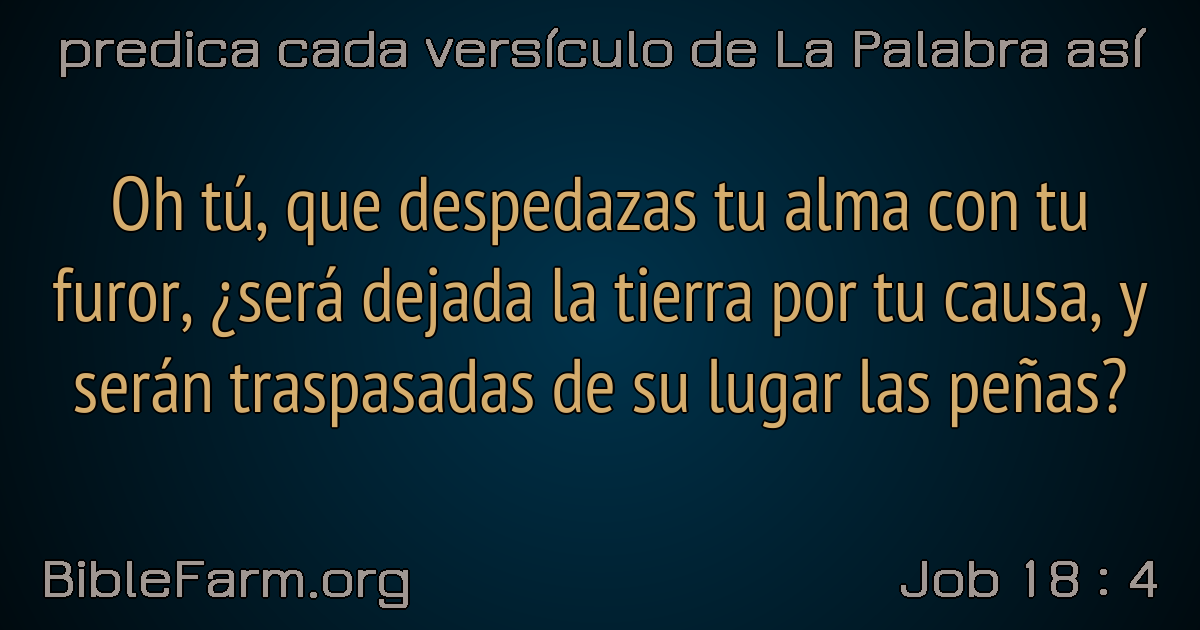 predica cada versículo de La Palabra así
Oh tú, que despedazas tu alma con tu
furor, ¿será dejada la tierra por tu causa, y
serán traspasadas de su lugar las peñas?
BibleFarm.org
Job 18 : 4